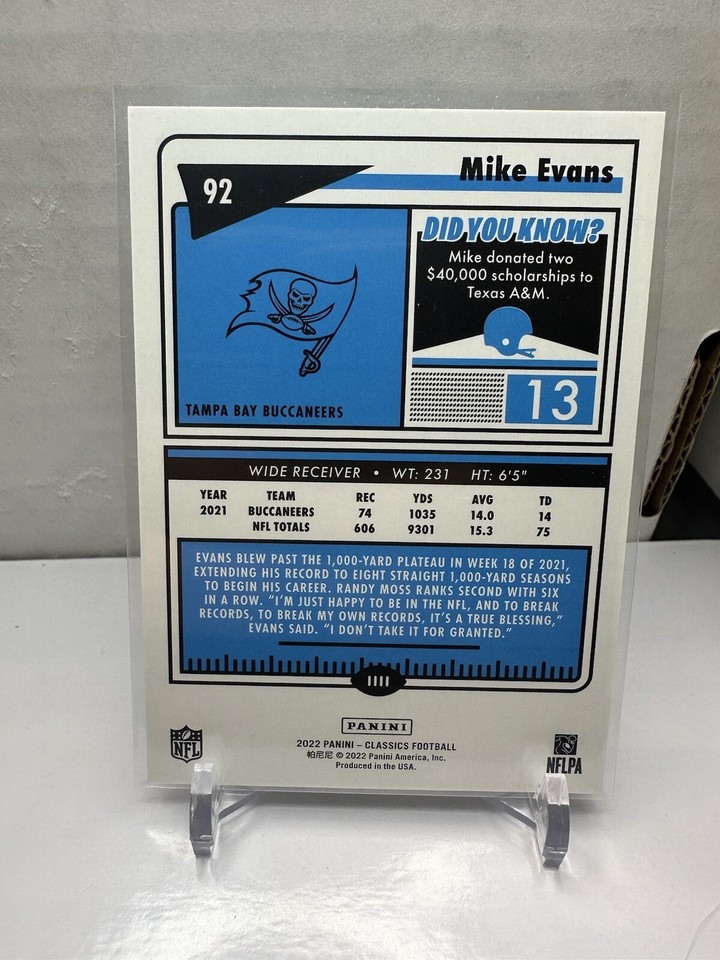 92
Mike Evans
DID YOU KNOW?
Mike donated two
$40,000 scholarships to
Texas A&M.
TAMPA BAY BUCCANEERS
13
WIDE RECEIVER • WT: 231 HT: 6'5"
YEAR TEAM REC YDS AVG TD
2021 BUCCANEERS 74 1035 14.0 14
NFL TOTALS 606 9301 15.3 75
EVANS BLEW PAST THE 1,000-YARD PLATEAU IN WEEK 18 OF 2021,
EXTENDING HIS RECORD TO EIGHT STRAIGHT 1,000-YARD SEASONS
TO BEGIN HIS CAREER. RANDY MOSS RANKS SECOND WITH SIX
IN A ROW. "I'M JUST HAPPY TO BE IN THE NFL, AND TO BREAK
RECORDS, TO BREAK MY OWN RECORDS, IT'S A TRUE BLESSING,"
EVANS SAID. "I DON'T TAKE IT FOR GRANTED."
PANINI
NFL
2022 PANINI – CLASSICS FOOTBALL
帕尼尼 © 2022 Panini America, Inc.
Produced in the USA.
NFLPA